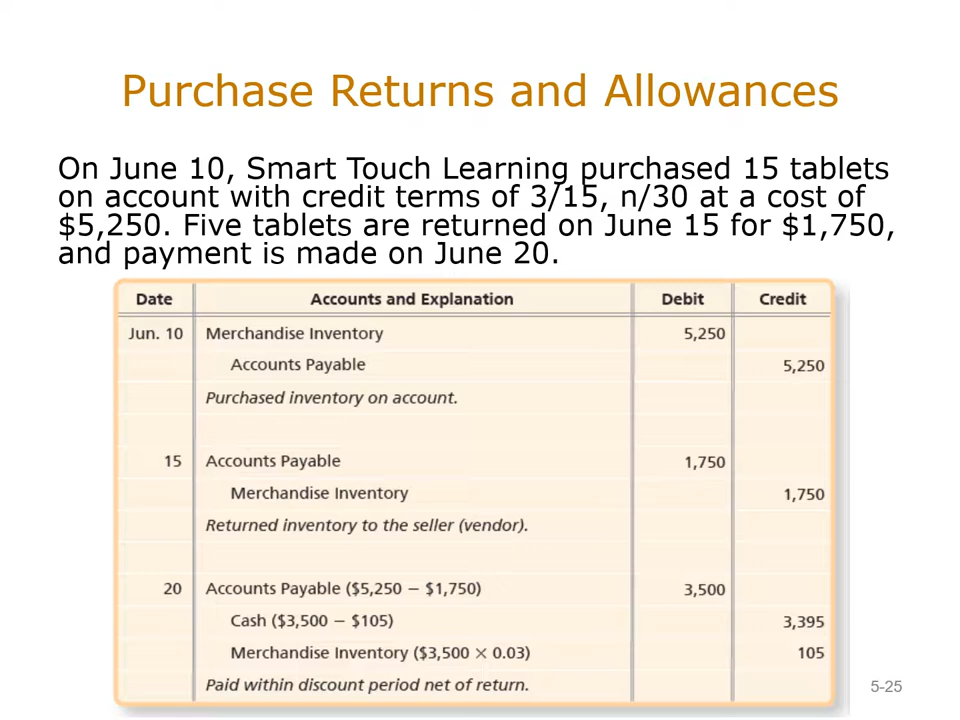 Purchase Returns and Allowances
On June 10, Smart Touch Learning purchased 15 tablets
on account with credit terms of 3/15, n/30 at a cost of
$5,250. Five tablets are returned on June 15 for $1,750,
and payment is made on June 20.
Date Accounts and Explanation Debit Credit
Jun. 10 Merchandise Inventory 5,250
Accounts Payable 5,250
Purchased inventory on account.
15 Accounts Payable 1,750
Merchandise Inventory 1,750
Returned inventory to the seller (vendor).
20 Accounts Payable ($5,250 − $1,750) 3,500
Cash ($3,500 − $105) 3,395
Merchandise Inventory ($3,500 × 0.03) 105
Paid within discount period net of return.
5-25